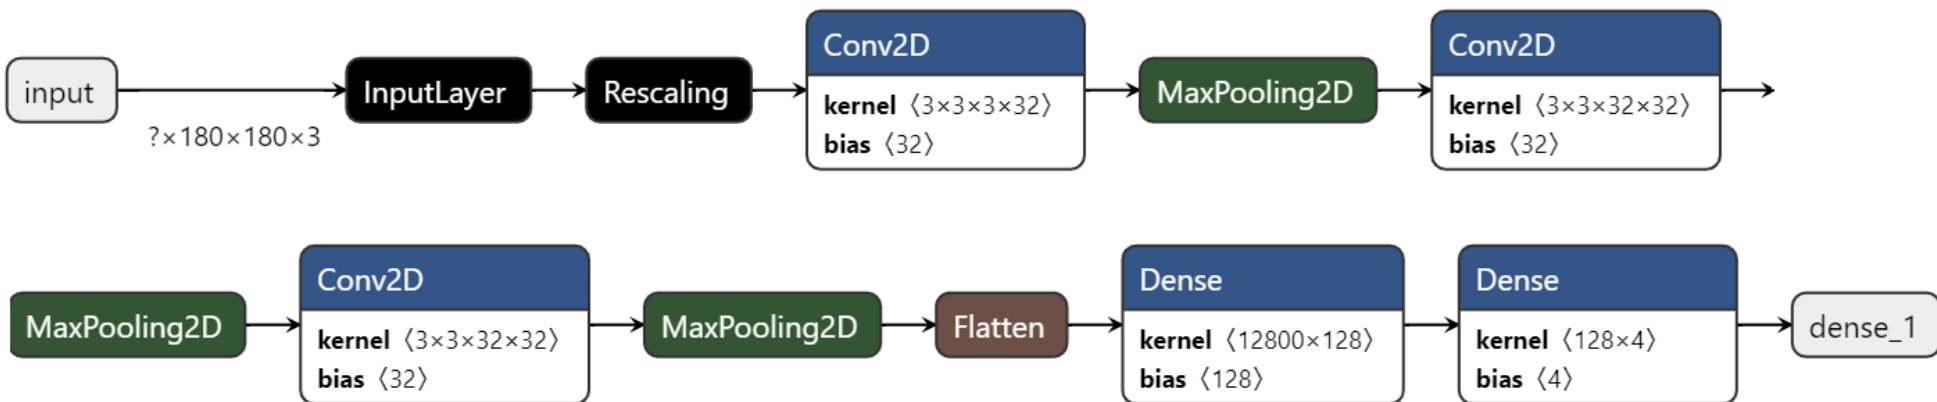 input
?×180×180×3
InputLayer
Rescaling
Conv2D
kernel 〈3×3×3×32〉
bias 〈32〉
MaxPooling2D
Conv2D
kernel 〈3×3×32×32〉
bias 〈32〉
MaxPooling2D
Conv2D
kernel 〈3×3×32×32〉
bias 〈32〉
MaxPooling2D
Flatten
Dense
kernel 〈12800×128〉
bias 〈128〉
Dense
kernel 〈128×4〉
bias 〈4〉
dense_1